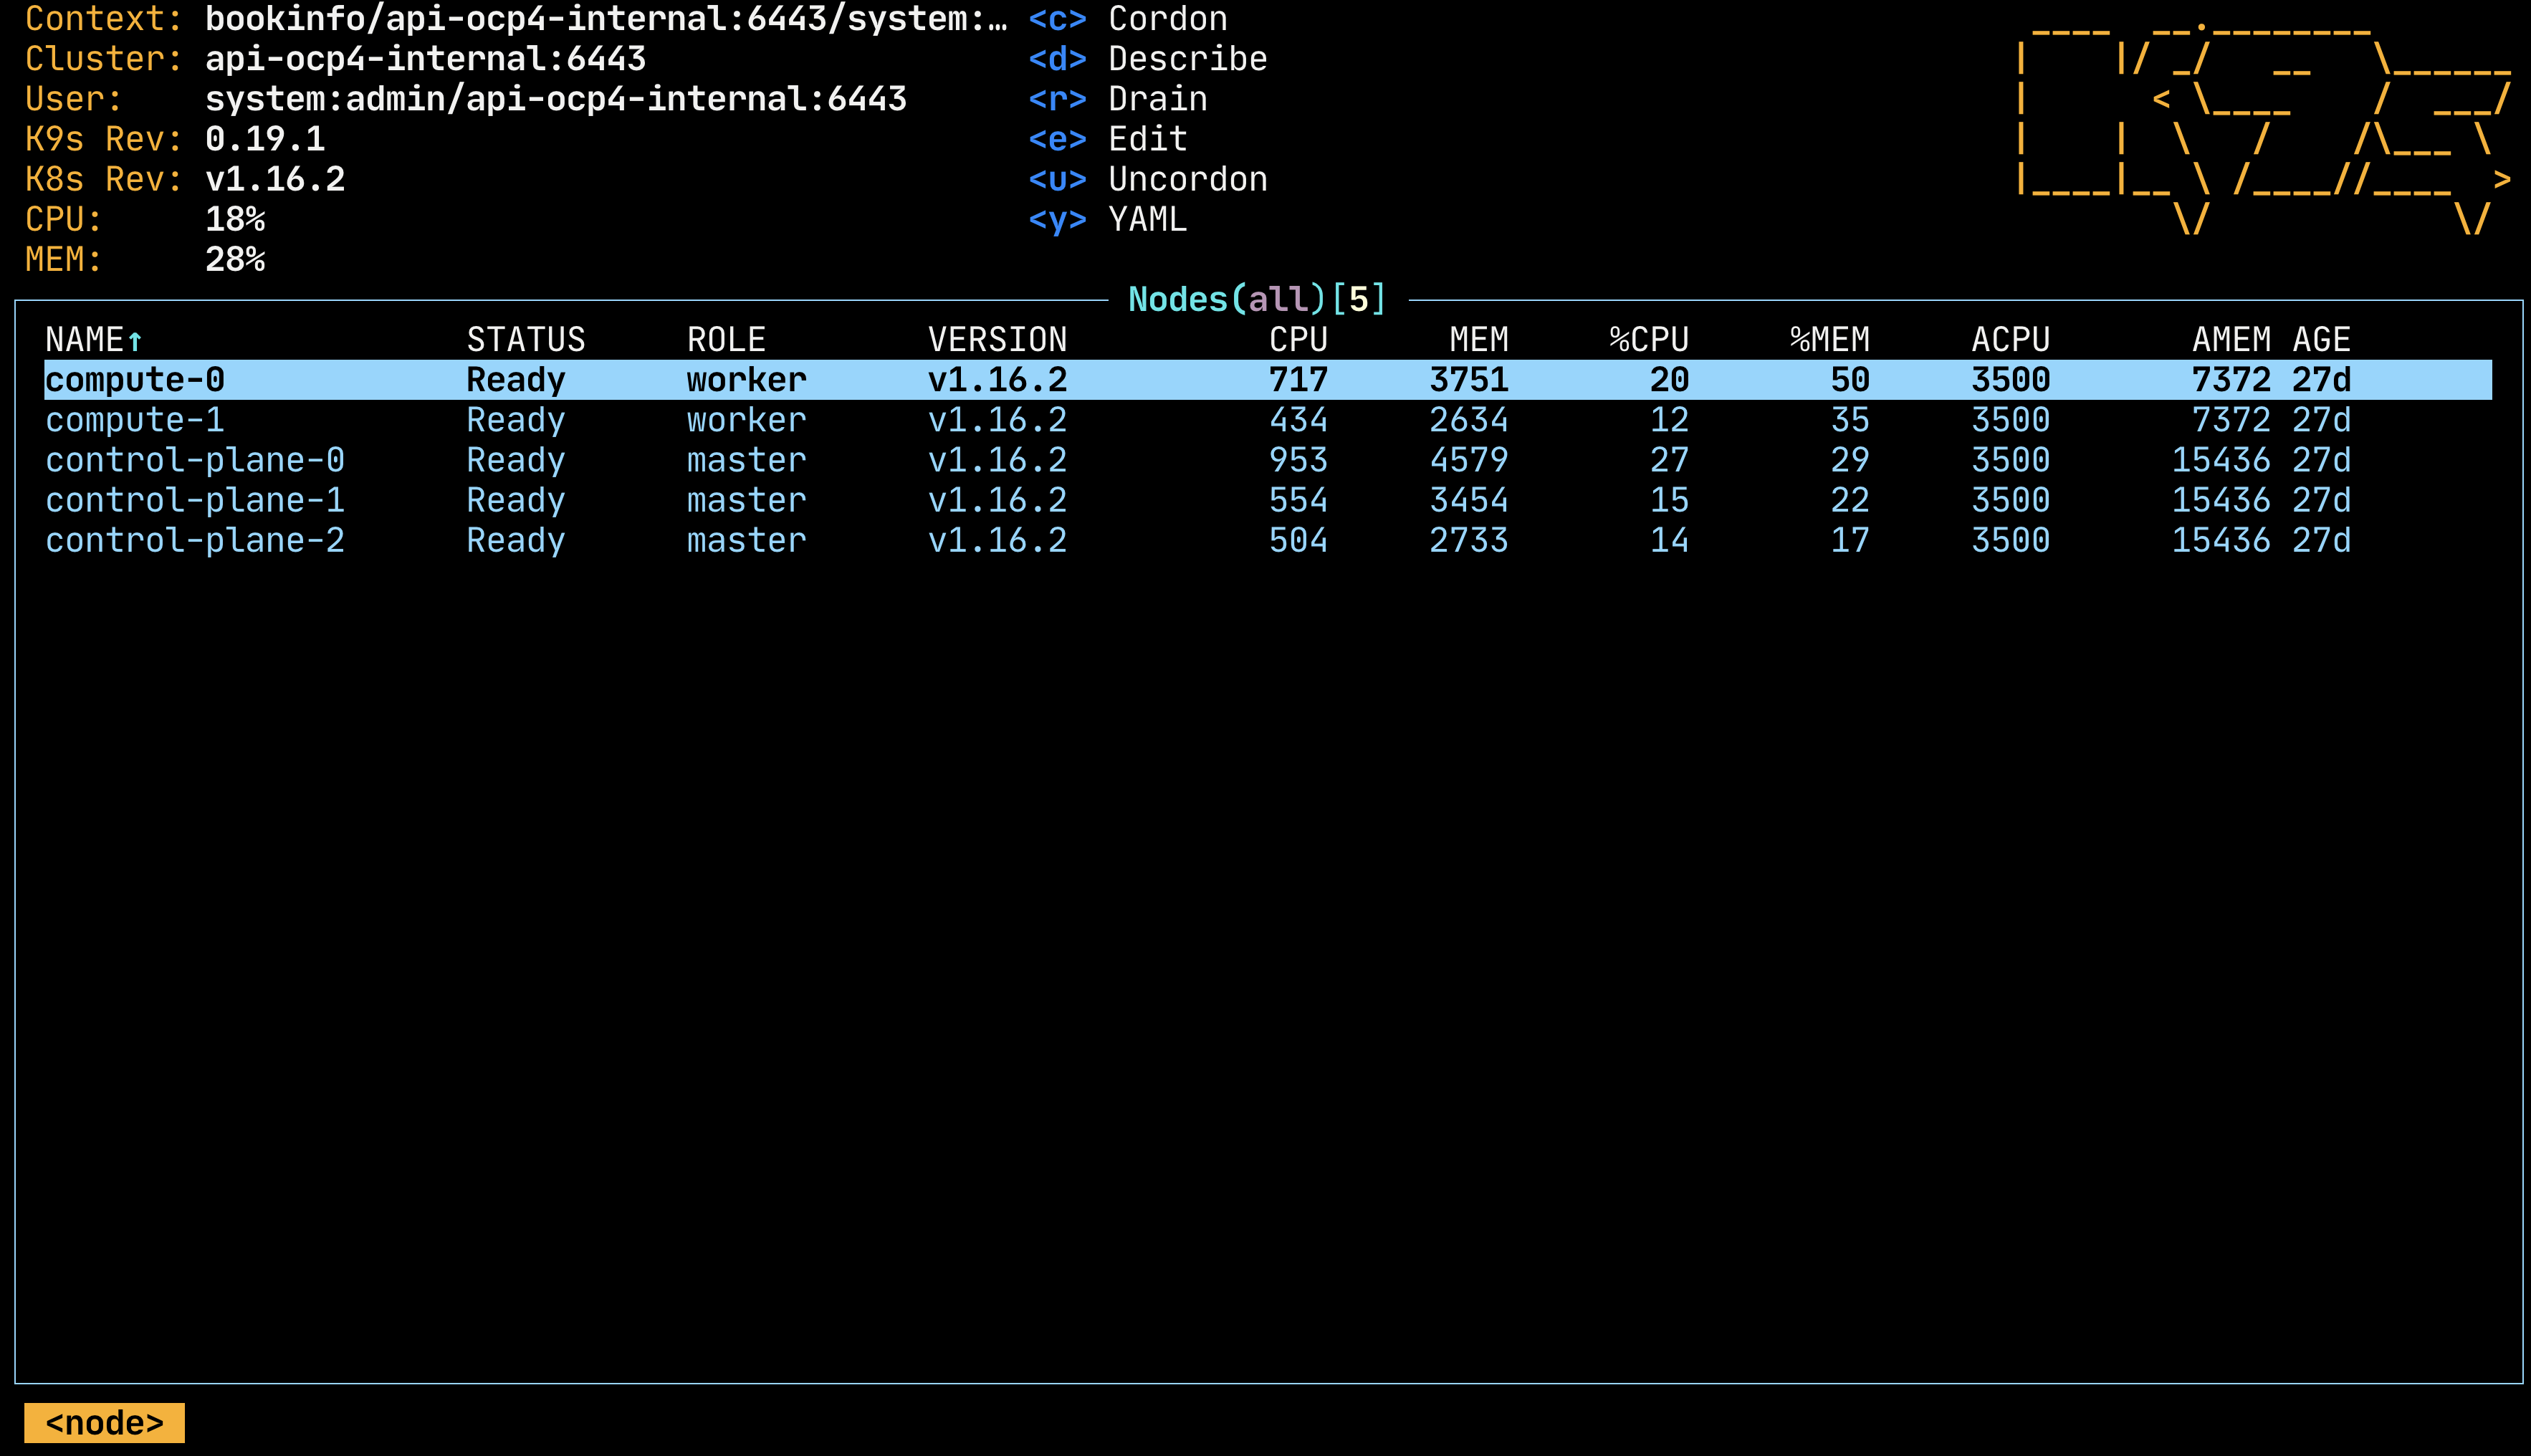 Context: bookinfo/api-ocp4-internal:6443/system:… <c> Cordon
Cluster: api-ocp4-internal:6443 <d> Describe
User: system:admin/api-ocp4-internal:6443 <r> Drain
K9s Rev: 0.19.1 <e> Edit
K8s Rev: v1.16.2 <u> Uncordon
CPU: 18% <y> YAML
MEM: 28%
Nodes(all)[5]
NAME↑ STATUS ROLE VERSION CPU MEM %CPU %MEM ACPU AMEM AGE
compute-0 Ready worker v1.16.2 717 3751 20 50 3500 7372 27d
compute-1 Ready worker v1.16.2 434 2634 12 35 3500 7372 27d
control-plane-0 Ready master v1.16.2 953 4579 27 29 3500 15436 27d
control-plane-1 Ready master v1.16.2 554 3454 15 22 3500 15436 27d
control-plane-2 Ready master v1.16.2 504 2733 14 17 3500 15436 27d
<node>